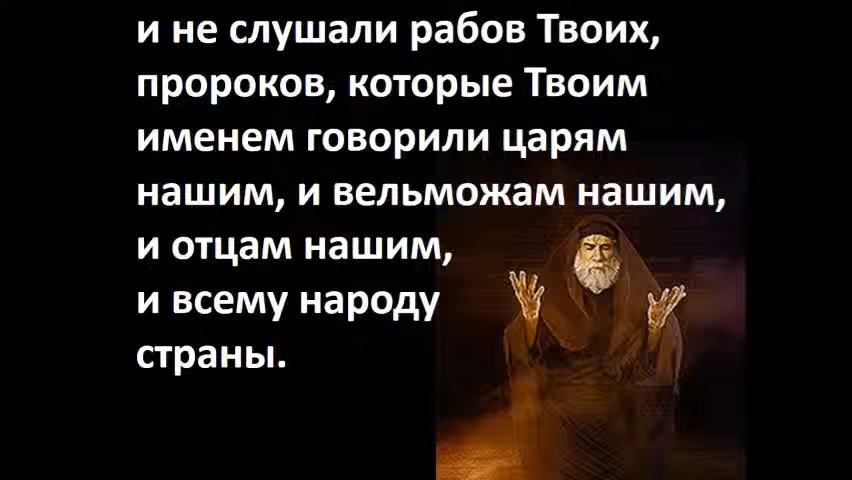 и не слушали рабов Твоих,
пророков, которые Твоим
именем говорили царям
нашим, и вельможам нашим,
и отцам нашим,
и всему народу
страны.